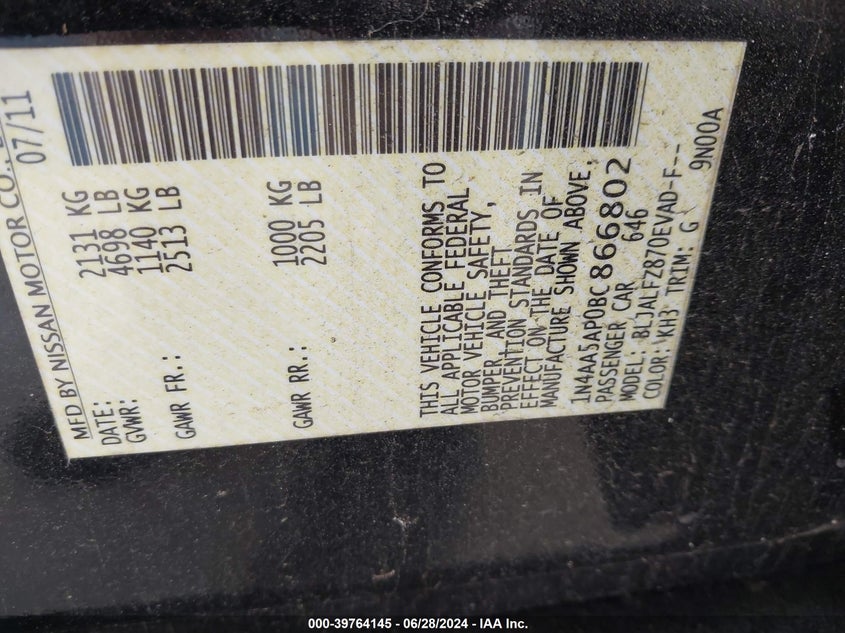 MFD BY NISSAN MOTOR CO.,
DATE: 07/11
GVWR: 2131 KG
4698 LB
GAWR FR.: 1140 KG
2513 LB
GAWR RR.: 1000 KG
2205 LB
THIS VEHICLE CONFORMS TO
ALL APPLICABLE FEDERAL
MOTOR VEHICLE SAFETY,
BUMPER, AND THEFT
PREVENTION STANDARDS IN
EFFECT ON THE DATE OF
MANUFACTURE SHOWN ABOVE,
1N4AA5AP0BC866802
PASSENGER CAR 646
MODEL: BLJALFZ870EVAD-F--
COLOR: KH3 TRIM: G 9N00A
000-39764145 - 06/28/2024 - IAA Inc.